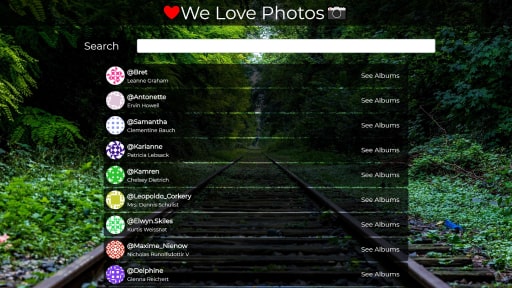 We Love Photos
Search
@Bret
Leanne Graham
See Albums
@Antonette
Ervin Howell
See Albums
@Samantha
Clementine Bauch
See Albums
@Karianne
Patricia Lebsack
See Albums
@Kamren
Chelsey Dietrich
See Albums
@Leopoldo_Corkery
Mrs. Dennis Schulist
See Albums
@Elwyn.Skiles
Kurtis Weissnat
See Albums
@Maxime_Nienow
Nicholas Runolfsdottir V
See Albums
@Delphine
Glenna Reichert
See Albums